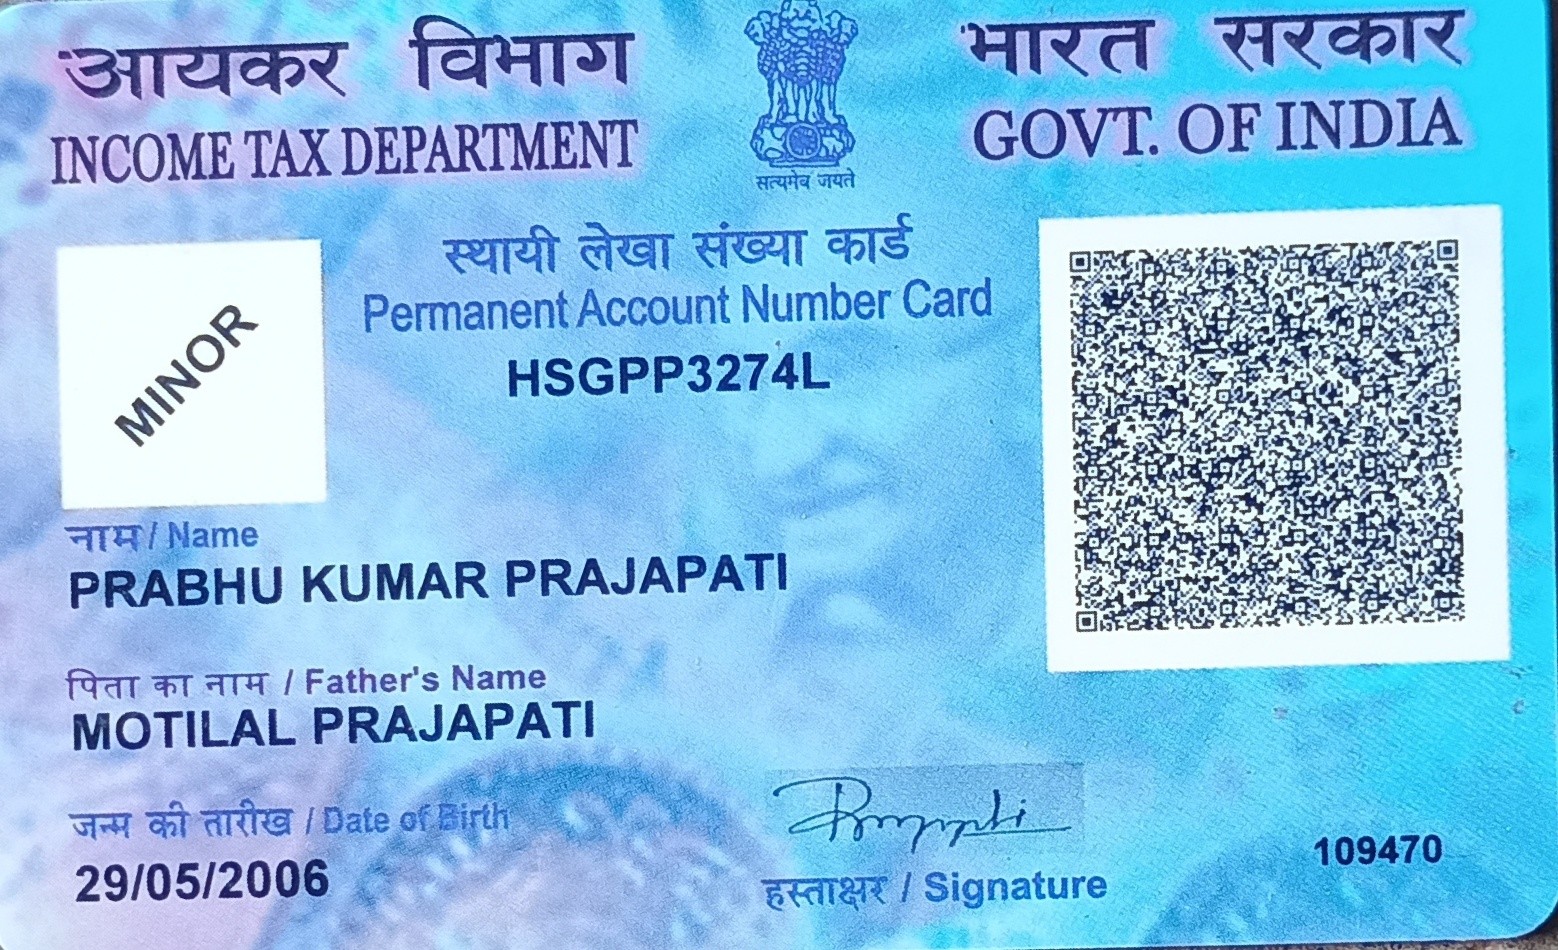 आयकर विभाग
INCOME TAX DEPARTMENT
सत्यमेव जयते
भारत सरकार
GOVT. OF INDIA
स्थायी लेखा संख्या कार्ड
Permanent Account Number Card
HSGPP3274L
MINOR
नाम / Name
PRABHU KUMAR PRAJAPATI
पिता का नाम / Father's Name
MOTILAL PRAJAPATI
जन्म की तारीख / Date of Birth
29/05/2006
हस्ताक्षर / Signature
109470